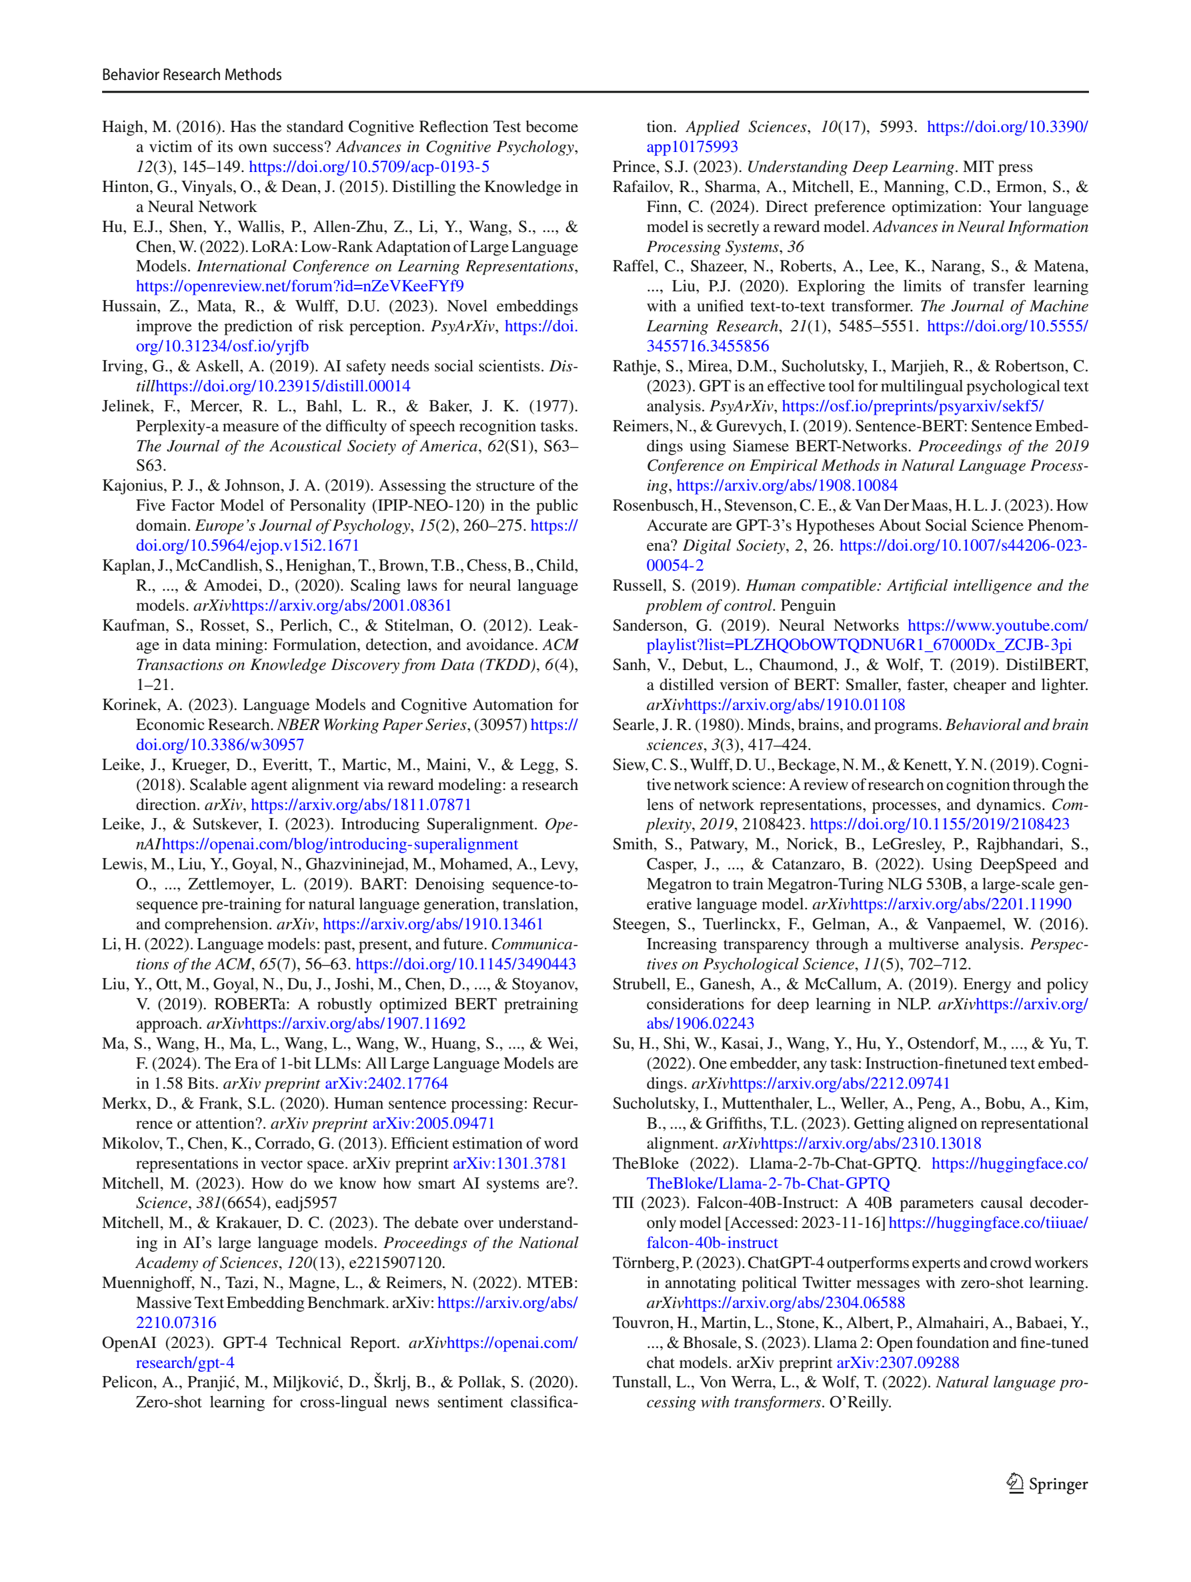 Behavior Research Methods
Haigh, M. (2016). Has the standard Cognitive Reflection Test become
a victim of its own success? Advances in Cognitive Psychology,
12(3), 145–149. https://doi.org/10.5709/acp-0193-5
Hinton, G., Vinyals, O., & Dean, J. (2015). Distilling the Knowledge in
a Neural Network
Hu, E.J., Shen, Y., Wallis, P., Allen-Zhu, Z., Li, Y., Wang, S., ..., &
Chen, W. (2022). LoRA: Low-Rank Adaptation of Large Language
Models. International Conference on Learning Representations,
https://openreview.net/forum?id=nZeVKeeFYf9
Hussain, Z., Mata, R., & Wulff, D.U. (2023). Novel embeddings
improve the prediction of risk perception. PsyArXiv, https://doi.
org/10.31234/osf.io/yrjfb
Irving, G., & Askell, A. (2019). AI safety needs social scientists. Dis-
tillhttps://doi.org/10.23915/distill.00014
Jelinek, F., Mercer, R. L., Bahl, L. R., & Baker, J. K. (1977).
Perplexity-a measure of the difficulty of speech recognition tasks.
The Journal of the Acoustical Society of America, 62(S1), S63–
S63.
Kajonius, P. J., & Johnson, J. A. (2019). Assessing the structure of the
Five Factor Model of Personality (IPIP-NEO-120) in the public
domain. Europe's Journal of Psychology, 15(2), 260–275. https://
doi.org/10.5964/ejop.v15i2.1671
Kaplan, J., McCandlish, S., Henighan, T., Brown, T.B., Chess, B., Child,
R., ..., & Amodei, D., (2020). Scaling laws for neural language
models. arXivhttps://arxiv.org/abs/2001.08361
Kaufman, S., Rosset, S., Perlich, C., & Stitelman, O. (2012). Leak-
age in data mining: Formulation, detection, and avoidance. ACM
Transactions on Knowledge Discovery from Data (TKDD), 6(4),
1–21.
Korinek, A. (2023). Language Models and Cognitive Automation for
Economic Research. NBER Working Paper Series, (30957) https://
doi.org/10.3386/w30957
Leike, J., Krueger, D., Everitt, T., Martic, M., Maini, V., & Legg, S.
(2018). Scalable agent alignment via reward modeling: a research
direction. arXiv, https://arxiv.org/abs/1811.07871
Leike, J., & Sutskever, I. (2023). Introducing Superalignment. Ope-
nAIhttps://openai.com/blog/introducing-superalignment
Lewis, M., Liu, Y., Goyal, N., Ghazvininejad, M., Mohamed, A., Levy,
O., ..., Zettlemoyer, L. (2019). BART: Denoising sequence-to-
sequence pre-training for natural language generation, translation,
and comprehension. arXiv, https://arxiv.org/abs/1910.13461
Li, H. (2022). Language models: past, present, and future. Communica-
tions of the ACM, 65(7), 56–63. https://doi.org/10.1145/3490443
Liu, Y., Ott, M., Goyal, N., Du, J., Joshi, M., Chen, D., ..., & Stoyanov,
V. (2019). ROBERTa: A robustly optimized BERT pretraining
approach. arXivhttps://arxiv.org/abs/1907.11692
Ma, S., Wang, H., Ma, L., Wang, L., Wang, W., Huang, S., ..., & Wei,
F. (2024). The Era of 1-bit LLMs: All Large Language Models are
in 1.58 Bits. arXiv preprint arXiv:2402.17764
Merkx, D., & Frank, S.L. (2020). Human sentence processing: Recur-
rence or attention?. arXiv preprint arXiv:2005.09471
Mikolov, T., Chen, K., Corrado, G. (2013). Efficient estimation of word
representations in vector space. arXiv preprint arXiv:1301.3781
Mitchell, M. (2023). How do we know how smart AI systems are?.
Science, 381(6654), eadj5957
Mitchell, M., & Krakauer, D. C. (2023). The debate over understand-
ing in AI's large language models. Proceedings of the National
Academy of Sciences, 120(13), e2215907120.
Muennighoff, N., Tazi, N., Magne, L., & Reimers, N. (2022). MTEB:
Massive Text Embedding Benchmark. arXiv: https://arxiv.org/abs/
2210.07316
OpenAI (2023). GPT-4 Technical Report. arXivhttps://openai.com/
research/gpt-4
Pelicon, A., Pranjić, M., Miljković, D., Škrlj, B., & Pollak, S. (2020).
Zero-shot learning for cross-lingual news sentiment classifica-
tion. Applied Sciences, 10(17), 5993. https://doi.org/10.3390/
app10175993
Prince, S.J. (2023). Understanding Deep Learning. MIT press
Rafailov, R., Sharma, A., Mitchell, E., Manning, C.D., Ermon, S., &
Finn, C. (2024). Direct preference optimization: Your language
model is secretly a reward model. Advances in Neural Information
Processing Systems, 36
Raffel, C., Shazeer, N., Roberts, A., Lee, K., Narang, S., & Matena,
..., Liu, P.J. (2020). Exploring the limits of transfer learning
with a unified text-to-text transformer. The Journal of Machine
Learning Research, 21(1), 5485–5551. https://doi.org/10.5555/
3455716.3455856
Rathje, S., Mirea, D.M., Sucholutsky, I., Marjieh, R., & Robertson, C.
(2023). GPT is an effective tool for multilingual psychological text
analysis. PsyArXiv, https://osf.io/preprints/psyarxiv/sekf5/
Reimers, N., & Gurevych, I. (2019). Sentence-BERT: Sentence Embed-
dings using Siamese BERT-Networks. Proceedings of the 2019
Conference on Empirical Methods in Natural Language Process-
ing, https://arxiv.org/abs/1908.10084
Rosenbusch, H., Stevenson, C. E., & Van Der Maas, H. L. J. (2023). How
Accurate are GPT-3's Hypotheses About Social Science Phenom-
ena? Digital Society, 2, 26. https://doi.org/10.1007/s44206-023-
00054-2
Russell, S. (2019). Human compatible: Artificial intelligence and the
problem of control. Penguin
Sanderson, G. (2019). Neural Networks https://www.youtube.com/
playlist?list=PLZHQObOWTQDNU6R1_67000Dx_ZCJB-3pi
Sanh, V., Debut, L., Chaumond, J., & Wolf, T. (2019). DistilBERT,
a distilled version of BERT: Smaller, faster, cheaper and lighter.
arXivhttps://arxiv.org/abs/1910.01108
Searle, J. R. (1980). Minds, brains, and programs. Behavioral and brain
sciences, 3(3), 417–424.
Siew, C. S., Wulff, D. U., Beckage, N. M., & Kenett, Y. N. (2019). Cogni-
tive network science: A review of research on cognition through the
lens of network representations, processes, and dynamics. Com-
plexity, 2019, 2108423. https://doi.org/10.1155/2019/2108423
Smith, S., Patwary, M., Norick, B., LeGresley, P., Rajbhandari, S.,
Casper, J., ..., & Catanzaro, B. (2022). Using DeepSpeed and
Megatron to train Megatron-Turing NLG 530B, a large-scale gen-
erative language model. arXivhttps://arxiv.org/abs/2201.11990
Steegen, S., Tuerlinckx, F., Gelman, A., & Vanpaemel, W. (2016).
Increasing transparency through a multiverse analysis. Perspec-
tives on Psychological Science, 11(5), 702–712.
Strubell, E., Ganesh, A., & McCallum, A. (2019). Energy and policy
considerations for deep learning in NLP. arXivhttps://arxiv.org/
abs/1906.02243
Su, H., Shi, W., Kasai, J., Wang, Y., Hu, Y., Ostendorf, M., ..., & Yu, T.
(2022). One embedder, any task: Instruction-finetuned text embed-
dings. arXivhttps://arxiv.org/abs/2212.09741
Sucholutsky, I., Muttenthaler, L., Weller, A., Peng, A., Bobu, A., Kim,
B., ..., & Griffiths, T.L. (2023). Getting aligned on representational
alignment. arXivhttps://arxiv.org/abs/2310.13018
TheBloke (2022). Llama-2-7b-Chat-GPTQ. https://huggingface.co/
TheBloke/Llama-2-7b-Chat-GPTQ
TII (2023). Falcon-40B-Instruct: A 40B parameters causal decoder-
only model [Accessed: 2023-11-16] https://huggingface.co/tiiuae/
falcon-40b-instruct
Törnberg, P. (2023). ChatGPT-4 outperforms experts and crowd workers
in annotating political Twitter messages with zero-shot learning.
arXivhttps://arxiv.org/abs/2304.06588
Touvron, H., Martin, L., Stone, K., Albert, P., Almahairi, A., Babaei, Y.,
..., & Bhosale, S. (2023). Llama 2: Open foundation and fine-tuned
chat models. arXiv preprint arXiv:2307.09288
Tunstall, L., Von Werra, L., & Wolf, T. (2022). Natural language pro-
cessing with transformers. O'Reilly.
Springer